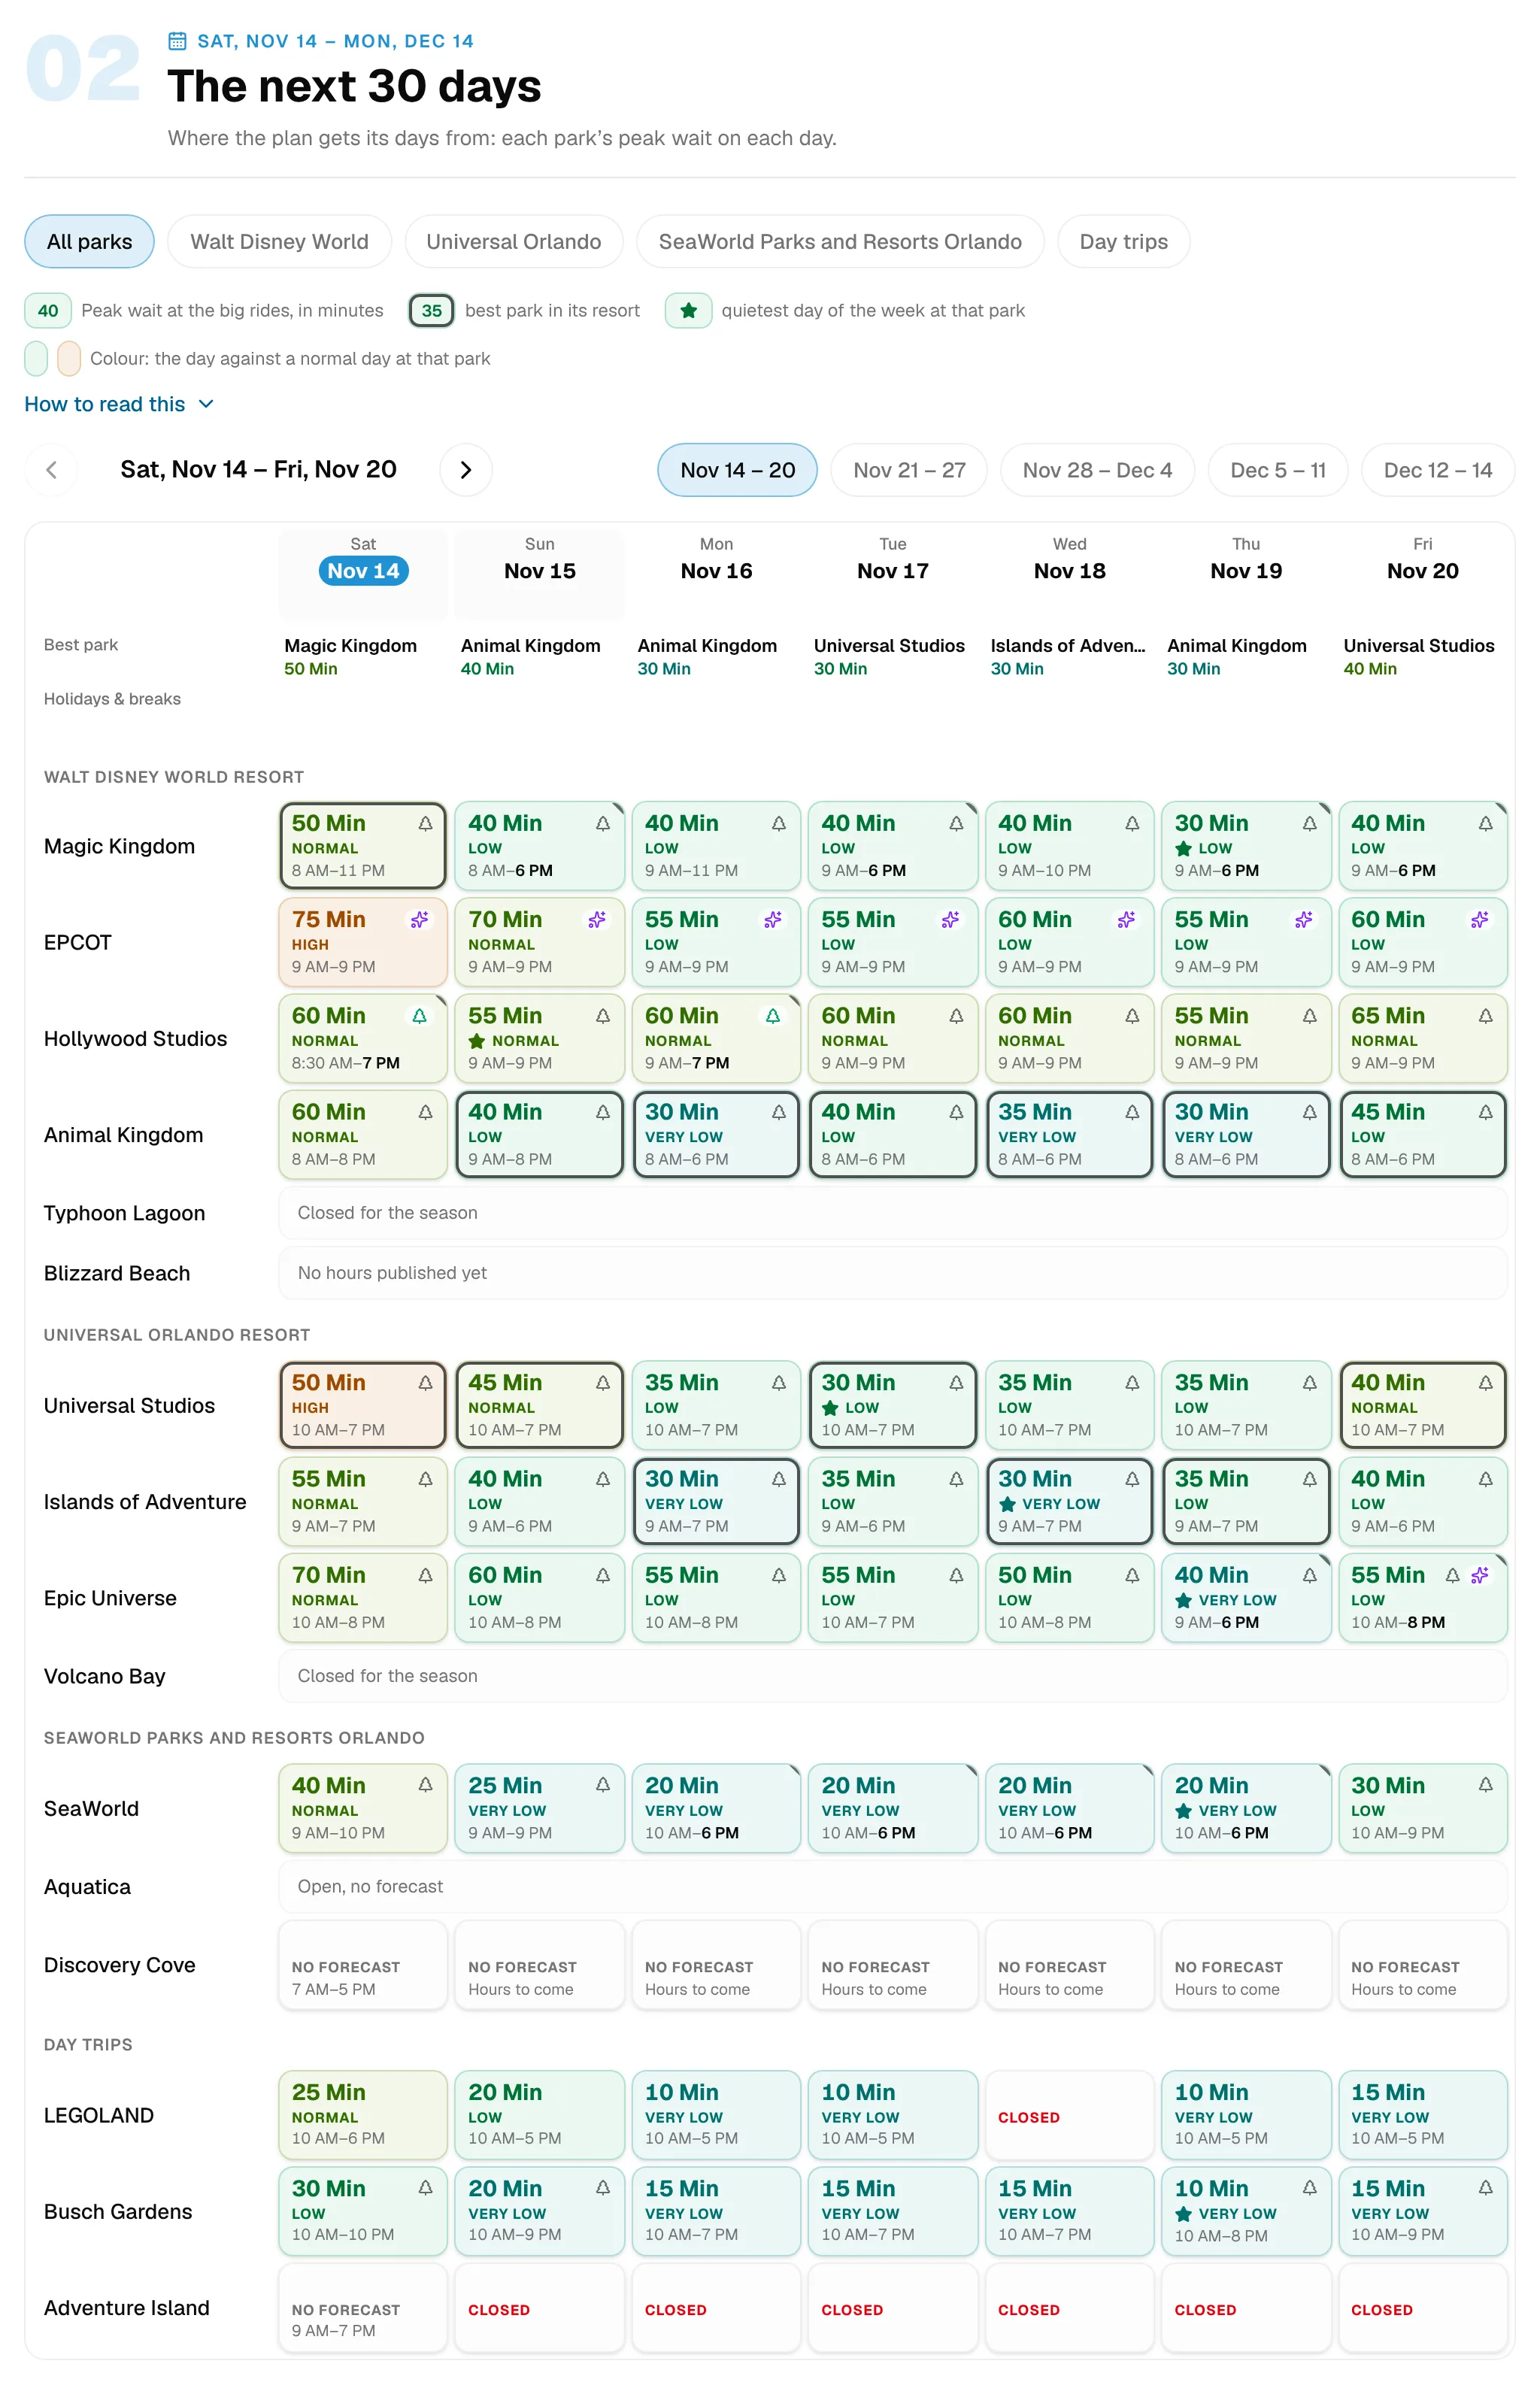 02
SAT, NOV 14 – MON, DEC 14
The next 30 days
Where the plan gets its days from: each park’s peak wait on each day.
All parks Walt Disney World Universal Orlando SeaWorld Parks and Resorts Orlando Day trips
40 Peak wait at the big rides, in minutes 35 best park in its resort quietest day of the week at that park
Colour: the day against a normal day at that park
How to read this
Sat, Nov 14 – Fri, Nov 20 Nov 14 – 20 Nov 21 – 27 Nov 28 – Dec 4 Dec 5 – 11 Dec 12 – 14
Sat Sun Mon Tue Wed Thu Fri
Nov 14 Nov 15 Nov 16 Nov 17 Nov 18 Nov 19 Nov 20
Best park Magic Kingdom Animal Kingdom Animal Kingdom Universal Studios Islands of Adven... Animal Kingdom Universal Studios
50 Min 40 Min 30 Min 30 Min 30 Min 30 Min 40 Min
Holidays & breaks
WALT DISNEY WORLD RESORT
Magic Kingdom
50 Min 40 Min 40 Min 40 Min 40 Min 30 Min 40 Min
NORMAL LOW LOW LOW LOW LOW LOW
8 AM–11 PM 8 AM–6 PM 9 AM–11 PM 9 AM–6 PM 9 AM–10 PM 9 AM–6 PM 9 AM–6 PM
EPCOT
75 Min 70 Min 55 Min 55 Min 60 Min 55 Min 60 Min
HIGH NORMAL LOW LOW LOW LOW LOW
9 AM–9 PM 9 AM–9 PM 9 AM–9 PM 9 AM–9 PM 9 AM–9 PM 9 AM–9 PM 9 AM–9 PM
Hollywood Studios
60 Min 55 Min 60 Min 60 Min 60 Min 55 Min 65 Min
NORMAL NORMAL NORMAL NORMAL NORMAL NORMAL NORMAL
8:30 AM–7 PM 9 AM–9 PM 9 AM–7 PM 9 AM–9 PM 9 AM–9 PM 9 AM–9 PM 9 AM–9 PM
Animal Kingdom
60 Min 40 Min 30 Min 40 Min 35 Min 30 Min 45 Min
NORMAL LOW VERY LOW LOW VERY LOW VERY LOW LOW
8 AM–8 PM 9 AM–8 PM 8 AM–6 PM 8 AM–6 PM 8 AM–6 PM 8 AM–6 PM 8 AM–6 PM
Typhoon Lagoon Closed for the season
Blizzard Beach No hours published yet
UNIVERSAL ORLANDO RESORT
Universal Studios
50 Min 45 Min 35 Min 30 Min 35 Min 35 Min 40 Min
HIGH NORMAL LOW LOW LOW LOW NORMAL
10 AM–7 PM 10 AM–7 PM 10 AM–7 PM 10 AM–7 PM 10 AM–7 PM 10 AM–7 PM 10 AM–7 PM
Islands of Adventure
55 Min 40 Min 30 Min 35 Min 30 Min 35 Min 40 Min
NORMAL LOW VERY LOW LOW VERY LOW LOW LOW
9 AM–7 PM 9 AM–6 PM 9 AM–7 PM 9 AM–6 PM 9 AM–7 PM 9 AM–7 PM 9 AM–6 PM
Epic Universe
70 Min 60 Min 55 Min 55 Min 50 Min 40 Min 55 Min
NORMAL LOW LOW LOW LOW VERY LOW LOW
10 AM–8 PM 10 AM–8 PM 10 AM–8 PM 10 AM–7 PM 10 AM–8 PM 9 AM–6 PM 10 AM–8 PM
Volcano Bay Closed for the season
SEAWORLD PARKS AND RESORTS ORLANDO
SeaWorld
40 Min 25 Min 20 Min 20 Min 20 Min 20 Min 30 Min
NORMAL VERY LOW VERY LOW VERY LOW VERY LOW VERY LOW LOW
9 AM–10 PM 9 AM–9 PM 10 AM–6 PM 10 AM–6 PM 10 AM–6 PM 10 AM–6 PM 10 AM–9 PM
Aquatica Open, no forecast
Discovery Cove
NO FORECAST NO FORECAST NO FORECAST NO FORECAST NO FORECAST NO FORECAST NO FORECAST
7 AM–5 PM Hours to come Hours to come Hours to come Hours to come Hours to come Hours to come
DAY TRIPS
LEGOLAND
25 Min 20 Min 10 Min 10 Min 10 Min 15 Min
NORMAL LOW VERY LOW VERY LOW CLOSED VERY LOW VERY LOW
10 AM–6 PM 10 AM–5 PM 10 AM–5 PM 10 AM–5 PM 10 AM–5 PM 10 AM–5 PM
Busch Gardens
30 Min 20 Min 15 Min 15 Min 15 Min 10 Min 15 Min
LOW VERY LOW VERY LOW VERY LOW VERY LOW VERY LOW VERY LOW
10 AM–10 PM 10 AM–9 PM 10 AM–7 PM 10 AM–7 PM 10 AM–7 PM 10 AM–8 PM 10 AM–9 PM
Adventure Island
NO FORECAST CLOSED CLOSED CLOSED CLOSED CLOSED CLOSED
9 AM–7 PM